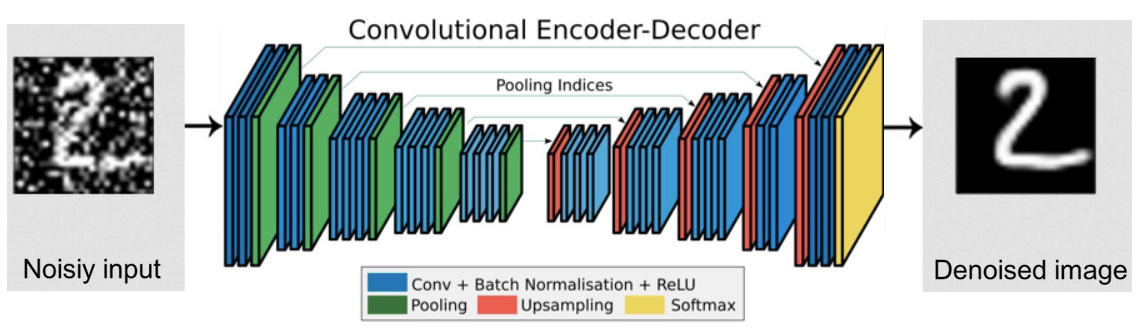 Convolutional Encoder-Decoder
Pooling Indices
Noisiy input
Denoised image
Conv + Batch Normalisation + ReLU
Pooling
Upsampling
Softmax